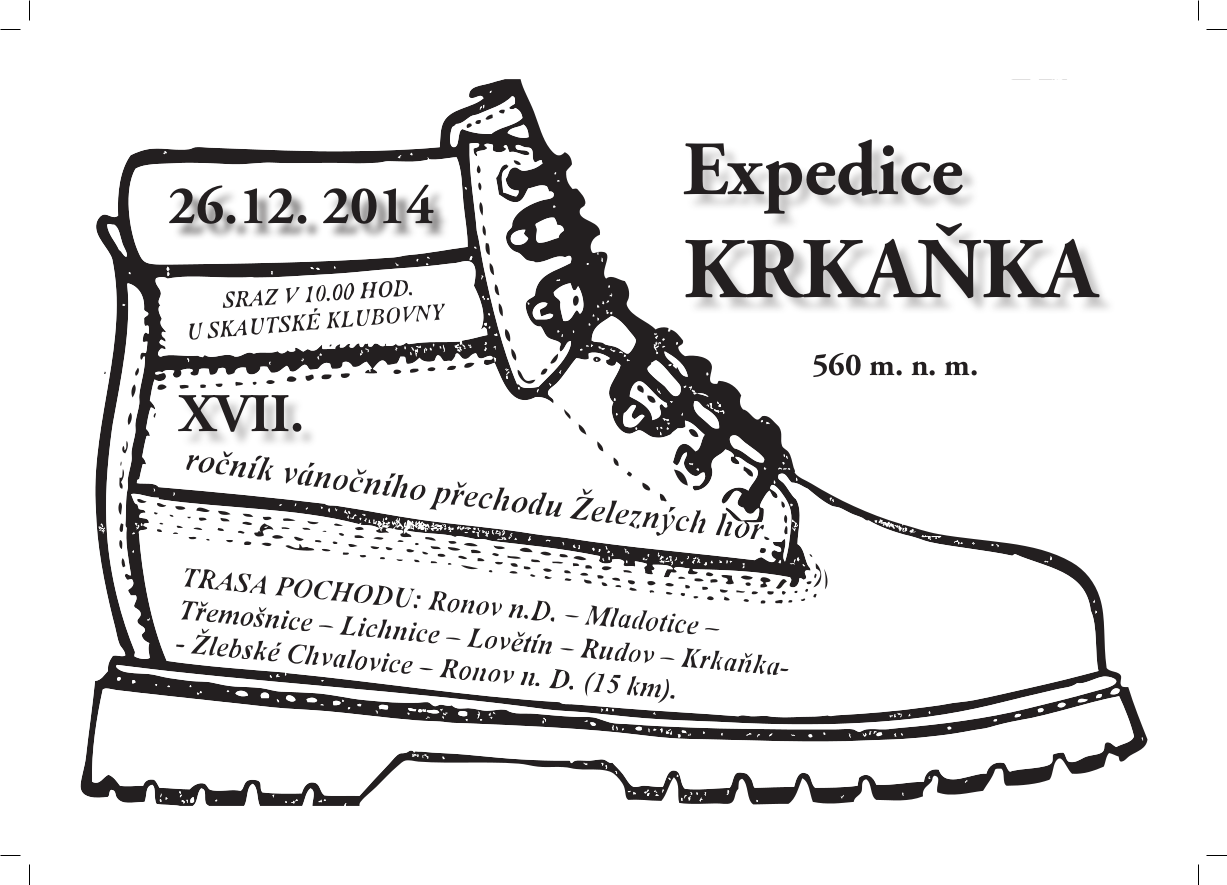 Expedice
KRKAŇKA
560 m. n. m.
26.12. 2014
SRAZ V 10.00 HOD.
U SKAUTSKÉ KLUBOVNY
XVII.
ročník vánočního přechodu Železných hor
TRASA POCHODU: Ronov n.D. – Mladotice –
Třemošnice – Lichnice – Lovětín – Rudov – Krkaňka-
- Žlebské Chvalovice – Ronov n. D. (15 km).